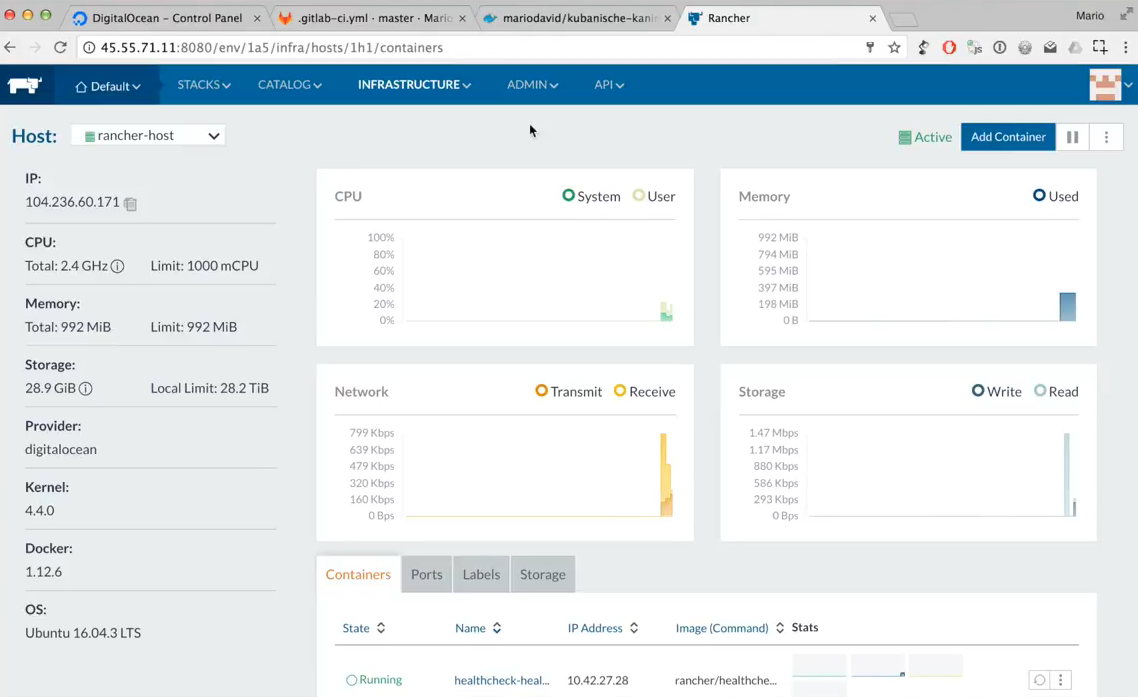 DigitalOcean - Control Panel
.gitlab-ci.yml · master · Mario
mariodavid/kubanische-kanin
Rancher
Mario
45.55.71.11:8080/env/1a5/infra/hosts/1h1/containers
Default
STACKS
CATALOG
INFRASTRUCTURE
ADMIN
API
Host:
rancher-host
Active
Add Container
IP:
104.236.60.171
CPU:
Total: 2.4 GHz
Limit: 1000 mCPU
Memory:
Total: 992 MiB
Limit: 992 MiB
Storage:
28.9 GiB
Local Limit: 28.2 TiB
Provider:
digitalocean
Kernel:
4.4.0
Docker:
1.12.6
OS:
Ubuntu 16.04.3 LTS
CPU
System
User
100%
80%
60%
40%
20%
0%
Memory
Used
992 MiB
794 MiB
595 MiB
397 MiB
198 MiB
0 B
Network
Transmit
Receive
799 Kbps
639 Kbps
479 Kbps
320 Kbps
160 Kbps
0 Bps
Storage
Write
Read
1.47 Mbps
1.17 Mbps
880 Kbps
586 Kbps
293 Kbps
0 Bps
Containers
Ports
Labels
Storage
State
Name
IP Address
Image (Command)
Stats
Running
healthcheck-heal...
10.42.27.28
rancher/healthche...